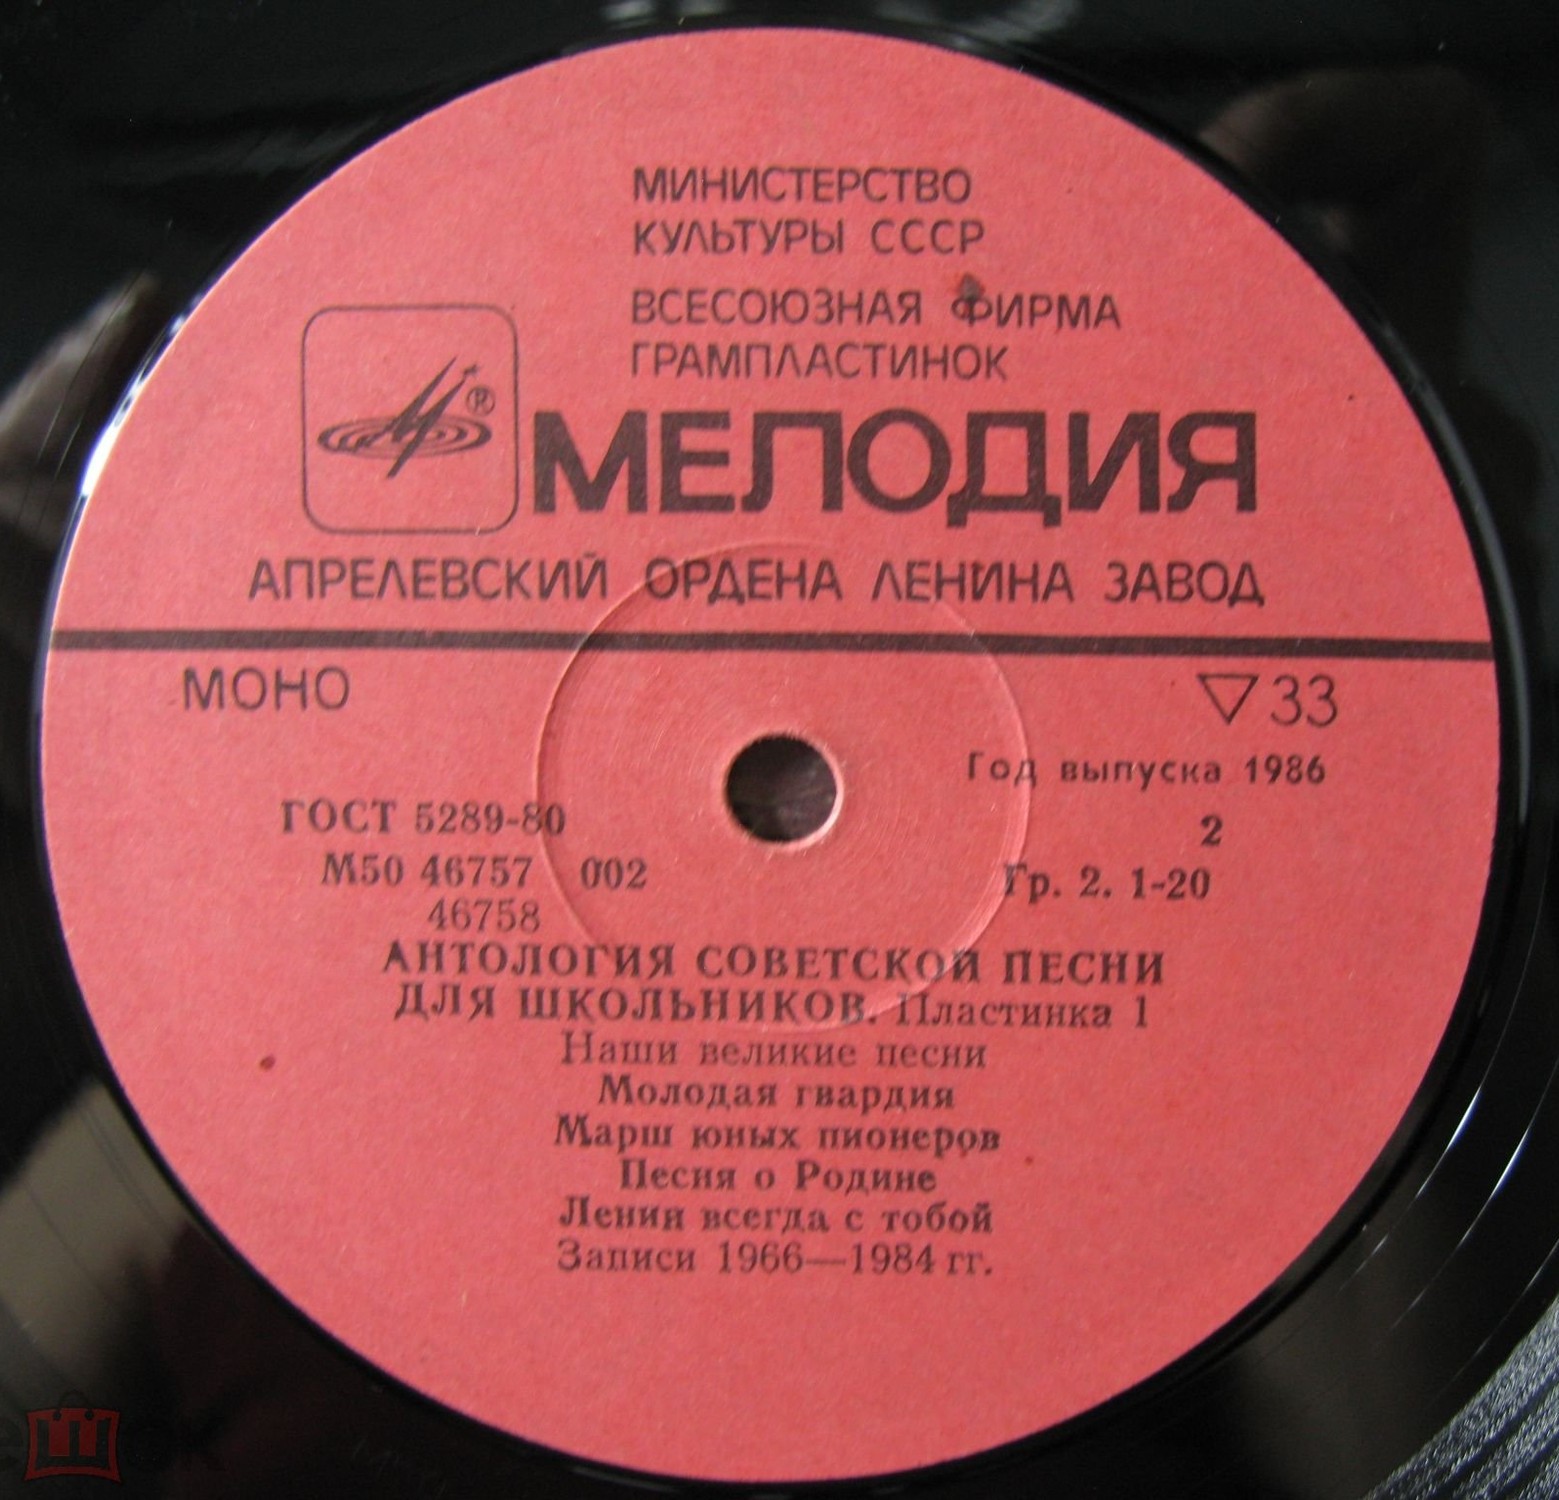 МИНИСТЕРСТВО
КУЛЬТУРЫ СССР
ВСЕСОЮЗНАЯ ФИРМА
ГРАМПЛАСТИНОК
®
МЕЛОДИЯ
АПРЕЛЕВСКИЙ ОРДЕНА ЛЕНИНА ЗАВОД
МОНО
▽33
Год выпуска 1986
ГОСТ 5289-80
2
М50 46757 002
Гр. 2. 1-20
46758
АНТОЛОГИЯ СОВЕТСКОЙ ПЕСНИ
ДЛЯ ШКОЛЬНИКОВ. Пластинка 1
Наши великие песни
Молодая гвардия
Марш юных пионеров
Песня о Родине
Ленин всегда с тобой
Записи 1966—1984 гг.